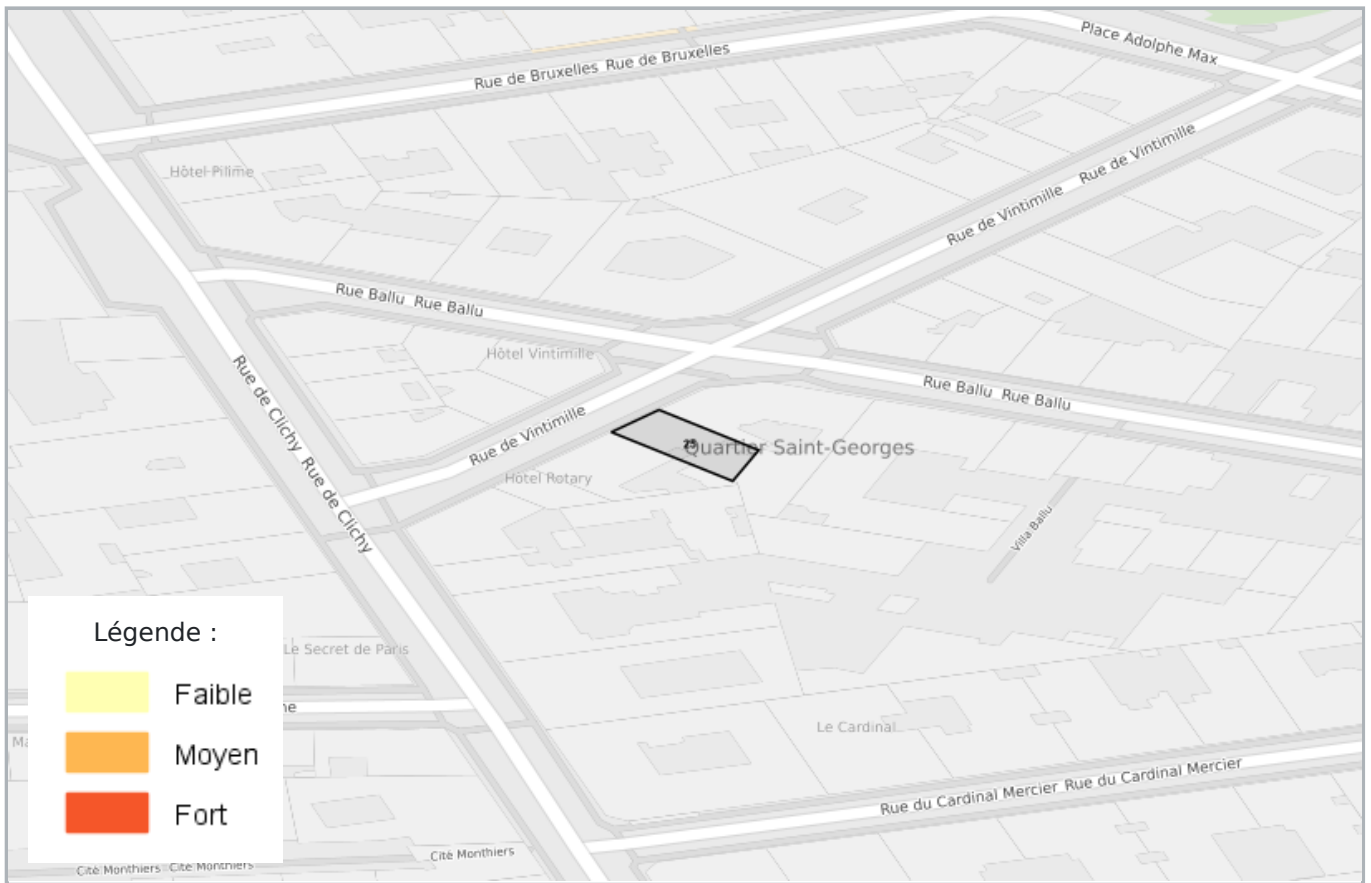 Place Adolphe Max
Rue de Bruxelles Rue de Bruxelles
Rue de Vintimille Rue de Vintimille
Hôtel Pilime
Rue Ballu Rue Ballu
Hôtel Vintimille
Rue de Clichy Rue de Clichy
Rue Ballu Rue Ballu
Rue de Vintimille
Quartier Saint-Georges
Hôtel Rotary
Villa Ballu
Légende :
Le Secret de Paris
Faible
Le Cardinal
Moyen
Rue du Cardinal Mercier Rue du Cardinal Mercier
Fort
Cité Monthiers Cité Monthiers
Cité Monthiers